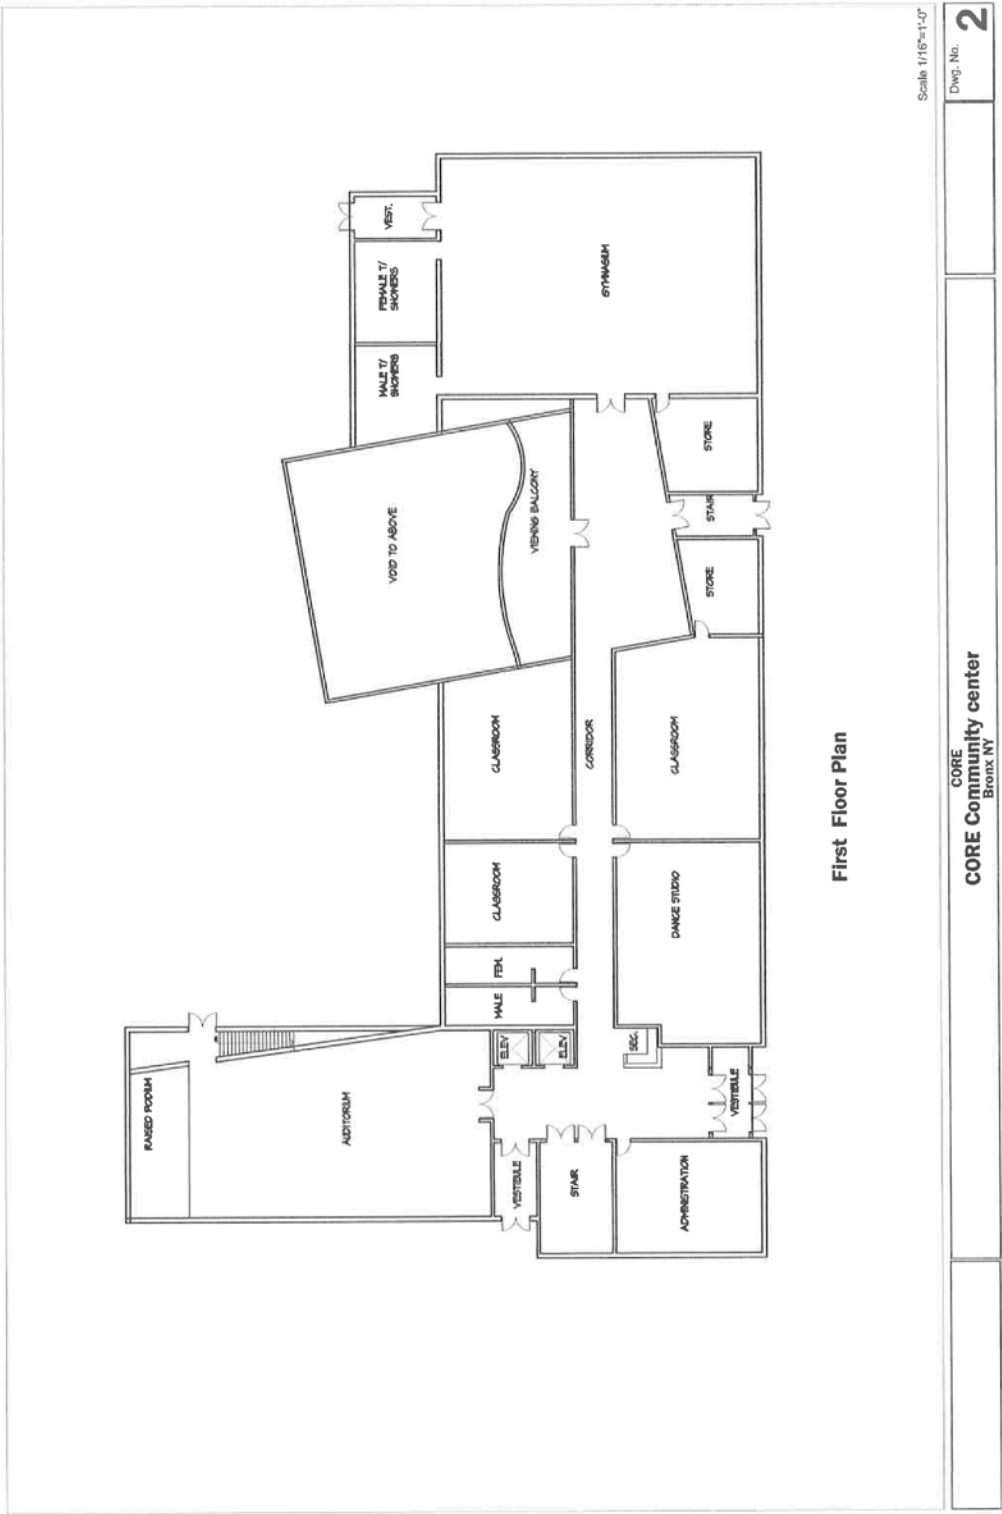 RAISED PODIUM
AUDITORIUM
VESTIBULE
STAIR
ADMINISTRATION
ELEV
ELEV
SEC.
VESTIBULE
MALE
FEM.
CLASSROOM
DANCE STUDIO
CLASSROOM
CORRIDOR
CLASSROOM
VOID TO ABOVE
VIEWING BALCONY
STORE
STAIR
STORE
MALE T/
SHOWERS
FEMALE T/
SHOWERS
VEST.
GYMNASIUM
First Floor Plan
Scale 1/16"=1'-0"
CORE
CORE Community center
Bronx NY
Dwg. No.
2